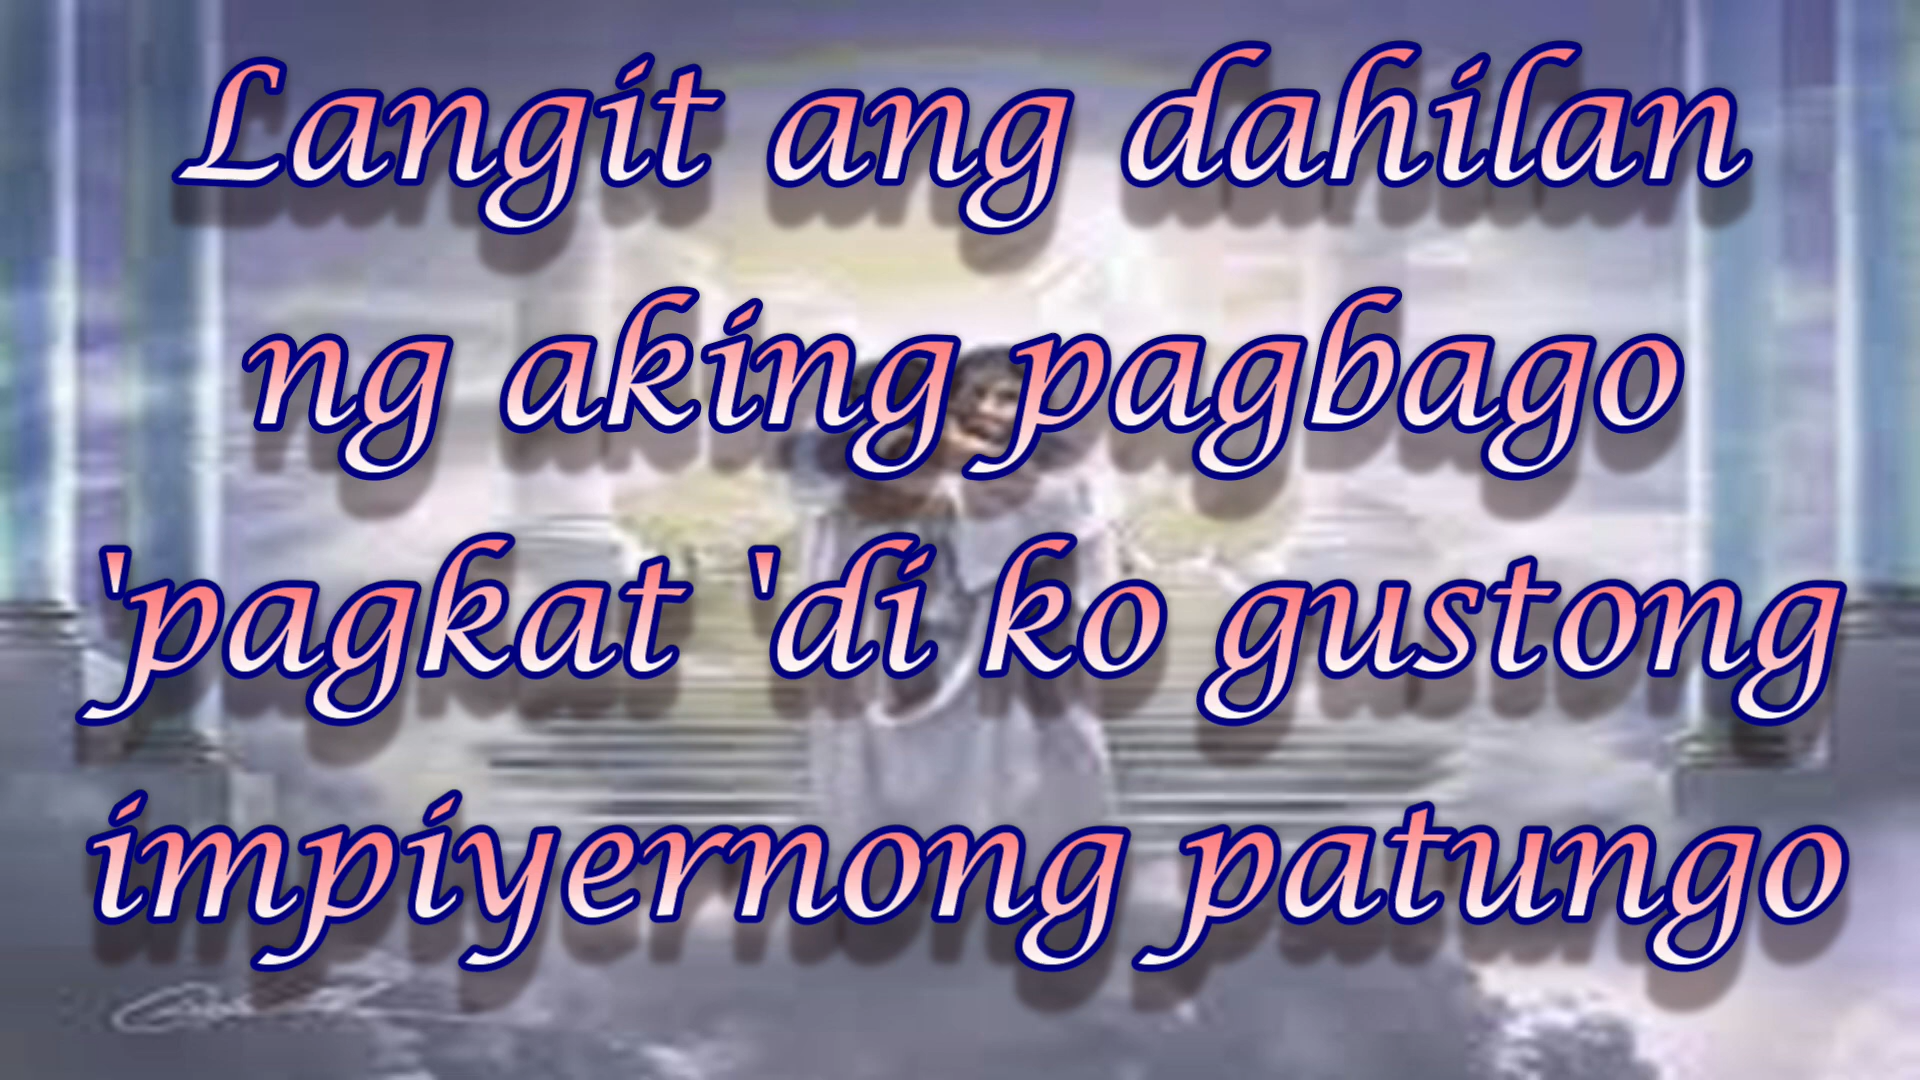 Langit ang dahilan
ng aking pagbago
'pagkat 'di ko gustong
impiyernong patungo